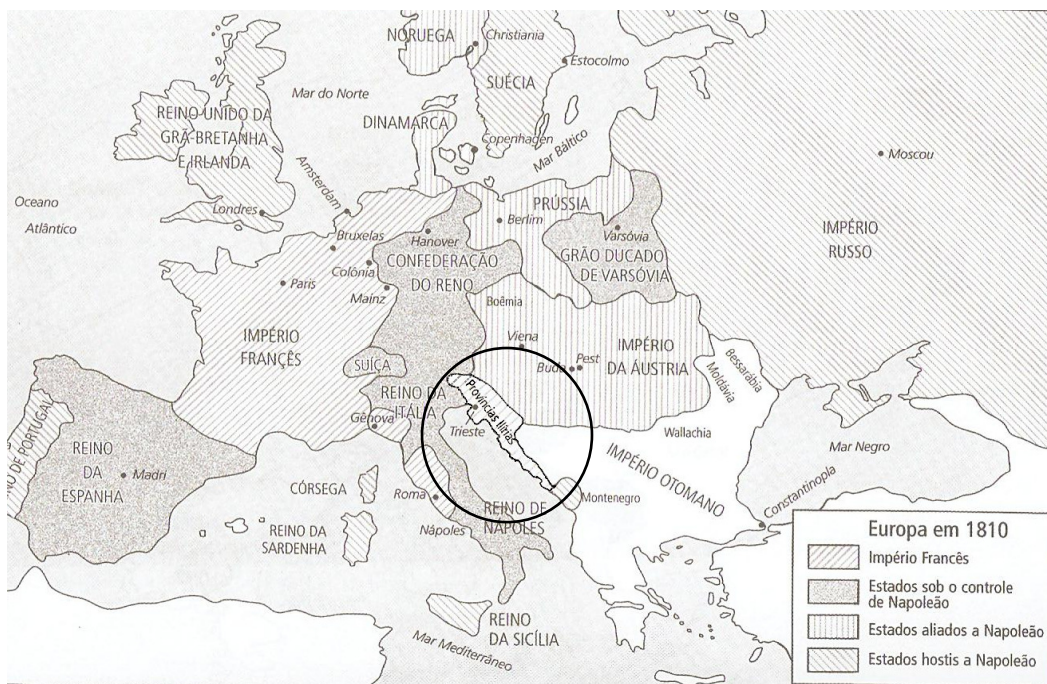 NORUEGA
Christiania
Estocolmo
SUÉCIA
Mar do Norte
REINO UNIDO DA
GRÃ-BRETANHA
E IRLANDA
DINAMARCA
Copenhagen
Mar Báltico
Moscou
Amsterdam
Oceano
Atlântico
Londres
PRÚSSIA
Berlim
Bruxelas
Hanover
Varsóvia
IMPÉRIO
RUSSO
CONFEDERAÇÃO
DO RENO
GRÃO DUCADO
DE VARSÓVIA
Colónia
Paris
Mainz
Boêmia
IMPÉRIO
FRANÇÊS
Viena
IMPÉRIO
DA ÁUSTRIA
Buda
Pest
Bessarábia
Moldávia
SUÍÇA
REINO DA
ITÁLIA
Províncias Ilírias
Gênova
Trieste
Wallachia
Mar Negro
NO DE PORTUGAL
REINO
DA
ESPANHA
Madri
IMPÉRIO OTOMANO
CÓRSEGA
Roma
Montenegro
Constantinopla
REINO DE
NÁPOLES
Nápoles
REINO DA
SARDENHA
REINO
DA SICÍLIA
Mar Mediterrâneo
Europa em 1810
Império Francês
Estados sob o controle
de Napoleão
Estados aliados a Napoleão
Estados hostis a Napoleão